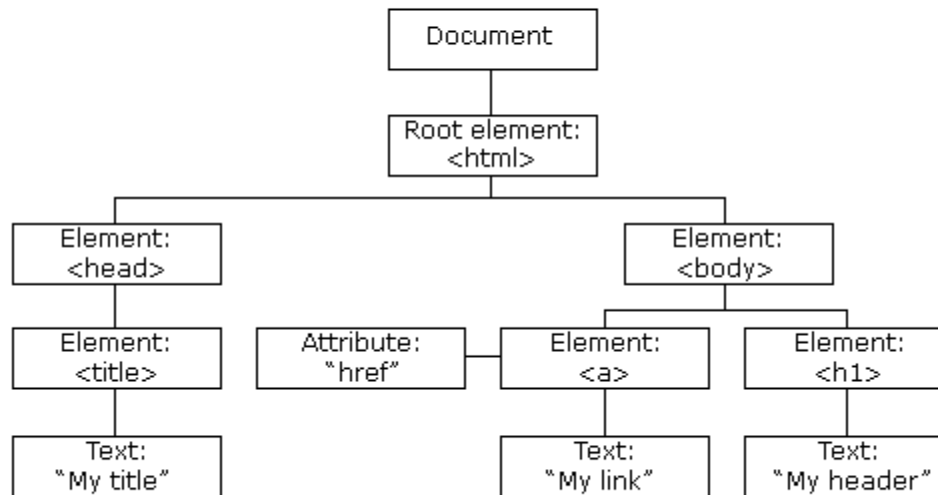 Document
Root element:
<html>
Element:
<head>
Element:
<body>
Element:
<title>
Attribute:
“href”
Element:
<a>
Element:
<h1>
Text:
“My title”
Text:
“My link”
Text:
“My header”